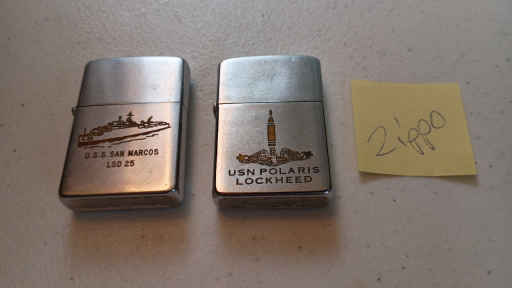 U.S.S. SAN MARCOS
LSD 25
USN POLARIS
LOCKHEED
Zippo